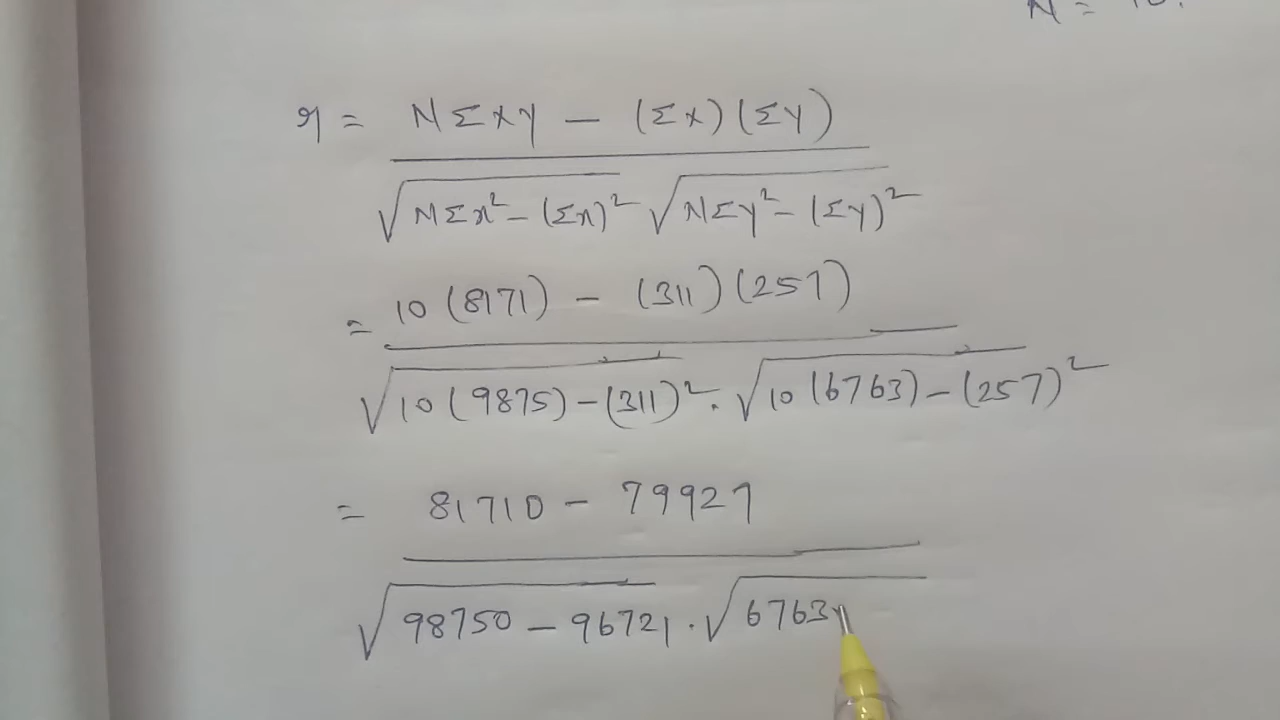 N = 10.
r = NΣxy − (Σx)(Σy)
√NΣx² − (Σx)² √NΣy² − (Σy)²
= 10(8171) − (311)(257)
√10(9875) − (311)² · √10(6763) − (257)²
= 81710 − 79927
√98750 − 96721 · √6763